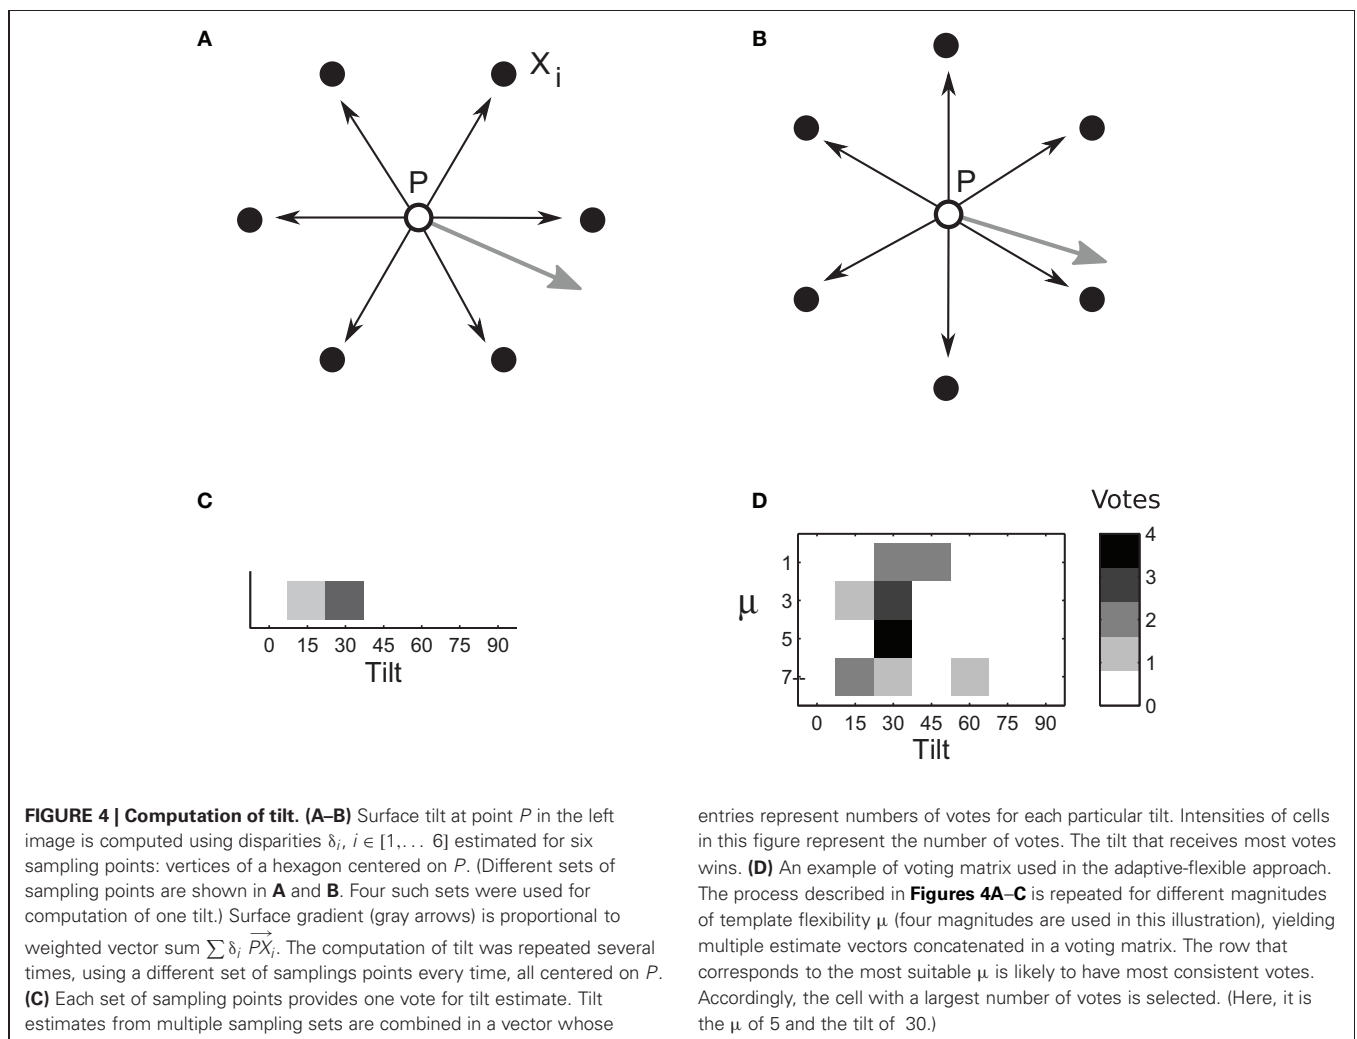 A
B
X i
P
P
C
D
Votes
0 15 30 45 60 75 90
Tilt
μ
1
3
5
7
0 15 30 45 60 75 90
Tilt
4
3
2
1
0
FIGURE 4 | Computation of tilt. (A–B) Surface tilt at point P in the left
image is computed using disparities δi, i ∈ [1,... 6] estimated for six
sampling points: vertices of a hexagon centered on P. (Different sets of
sampling points are shown in A and B. Four such sets were used for
computation of one tilt.) Surface gradient (gray arrows) is proportional to
weighted vector sum ∑ δi PXi. The computation of tilt was repeated several
times, using a different set of samplings points every time, all centered on P.
(C) Each set of sampling points provides one vote for tilt estimate. Tilt
estimates from multiple sampling sets are combined in a vector whose
entries represent numbers of votes for each particular tilt. Intensities of cells
in this figure represent the number of votes. The tilt that receives most votes
wins. (D) An example of voting matrix used in the adaptive-flexible approach.
The process described in Figures 4A–C is repeated for different magnitudes
of template flexibility μ (four magnitudes are used in this illustration), yielding
multiple estimate vectors concatenated in a voting matrix. The row that
corresponds to the most suitable μ is likely to have most consistent votes.
Accordingly, the cell with a largest number of votes is selected. (Here, it is
the μ of 5 and the tilt of 30.)